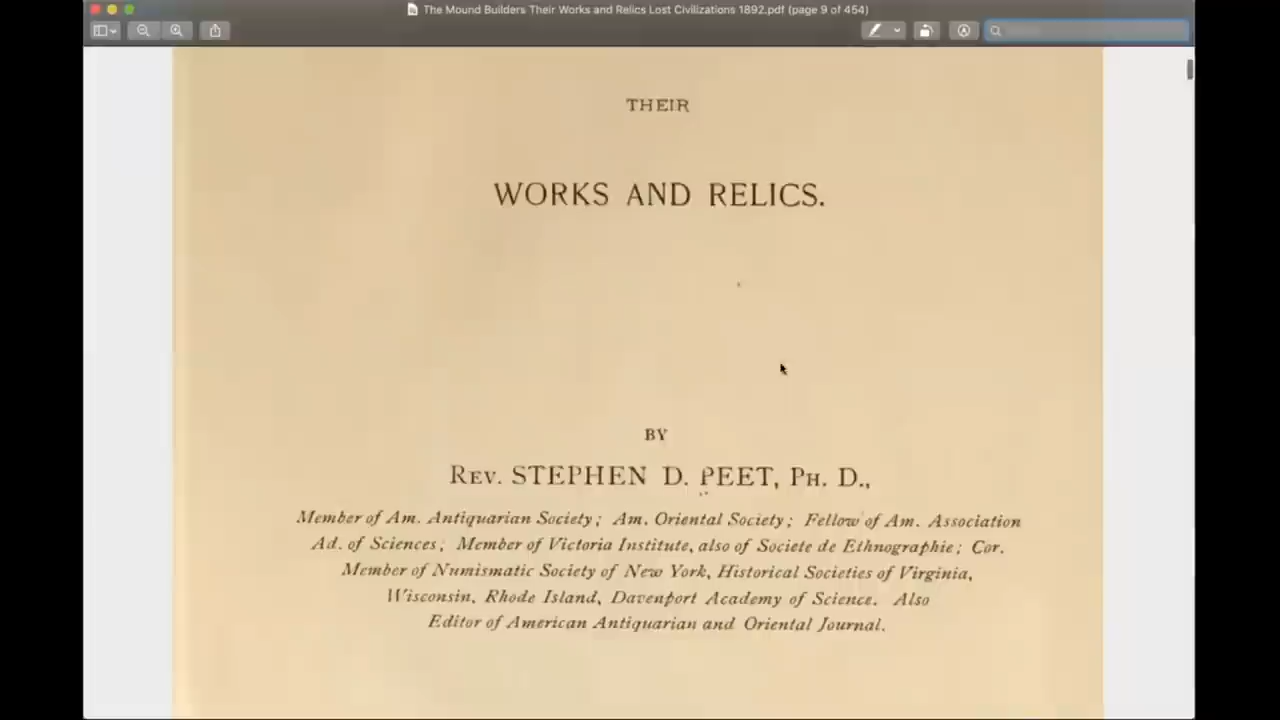 The Mound Builders Their Works and Relics Lost Civilizations 1892.pdf (page 9 of 454)
THEIR
WORKS AND RELICS.
BY
REV. STEPHEN D. PEET, PH. D.,
Member of Am. Antiquarian Society; Am. Oriental Society; Fellow of Am. Association
Ad. of Sciences; Member of Victoria Institute, also of Societe de Ethnographie; Cor.
Member of Numismatic Society of New York, Historical Societies of Virginia,
Wisconsin, Rhode Island, Davenport Academy of Science. Also
Editor of American Antiquarian and Oriental Journal.